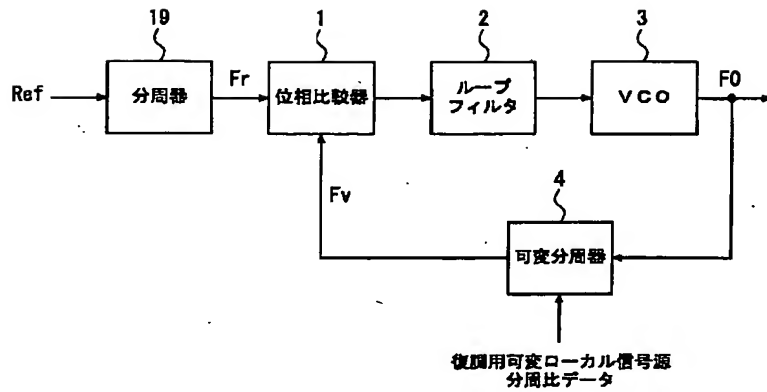 19
1
2
3
Ref
分周器
Fr
位相比較器
ループ
フィルタ
VCO
F0
Fv
4
可変分周器
復調用可変ローカル信号源
分周比データ